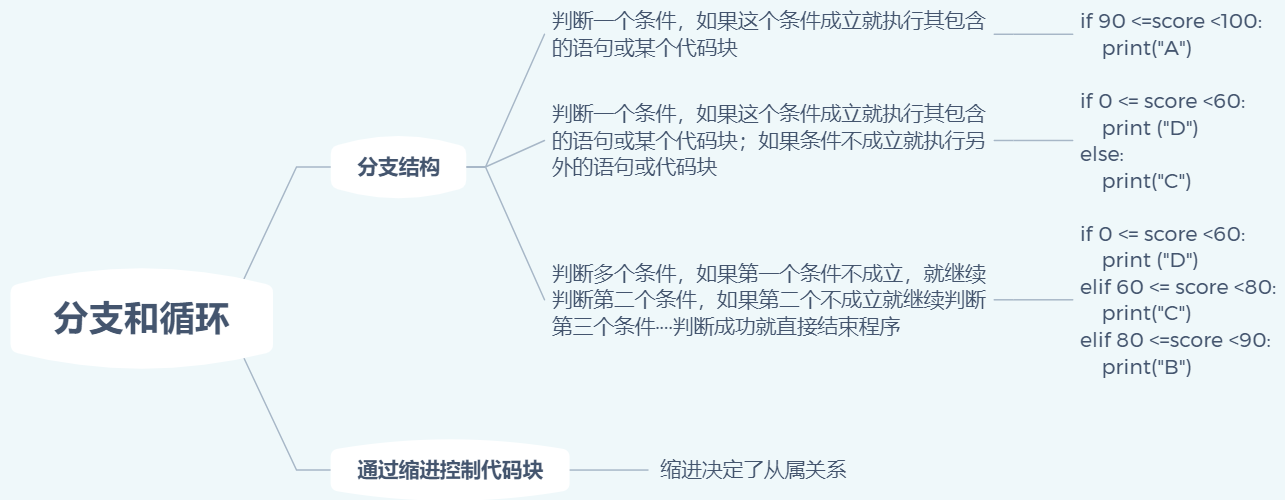 分支和循环
分支结构
判断一个条件，如果这个条件成立就执行其包含
的语句或某个代码块
if 90 <=score <100:
    print("A")
判断一个条件，如果这个条件成立就执行其包含
的语句或某个代码块；如果条件不成立就执行另
外的语句或代码块
if 0 <= score <60:
    print ("D")
else:
    print("C")
判断多个条件，如果第一个条件不成立，就继续
判断第二个条件，如果第二个不成立就继续判断
第三个条件····判断成功就直接结束程序
if 0 <= score <60:
    print ("D")
elif 60 <= score <80:
    print("C")
elif 80 <=score <90:
    print("B")
通过缩进控制代码块
缩进决定了从属关系